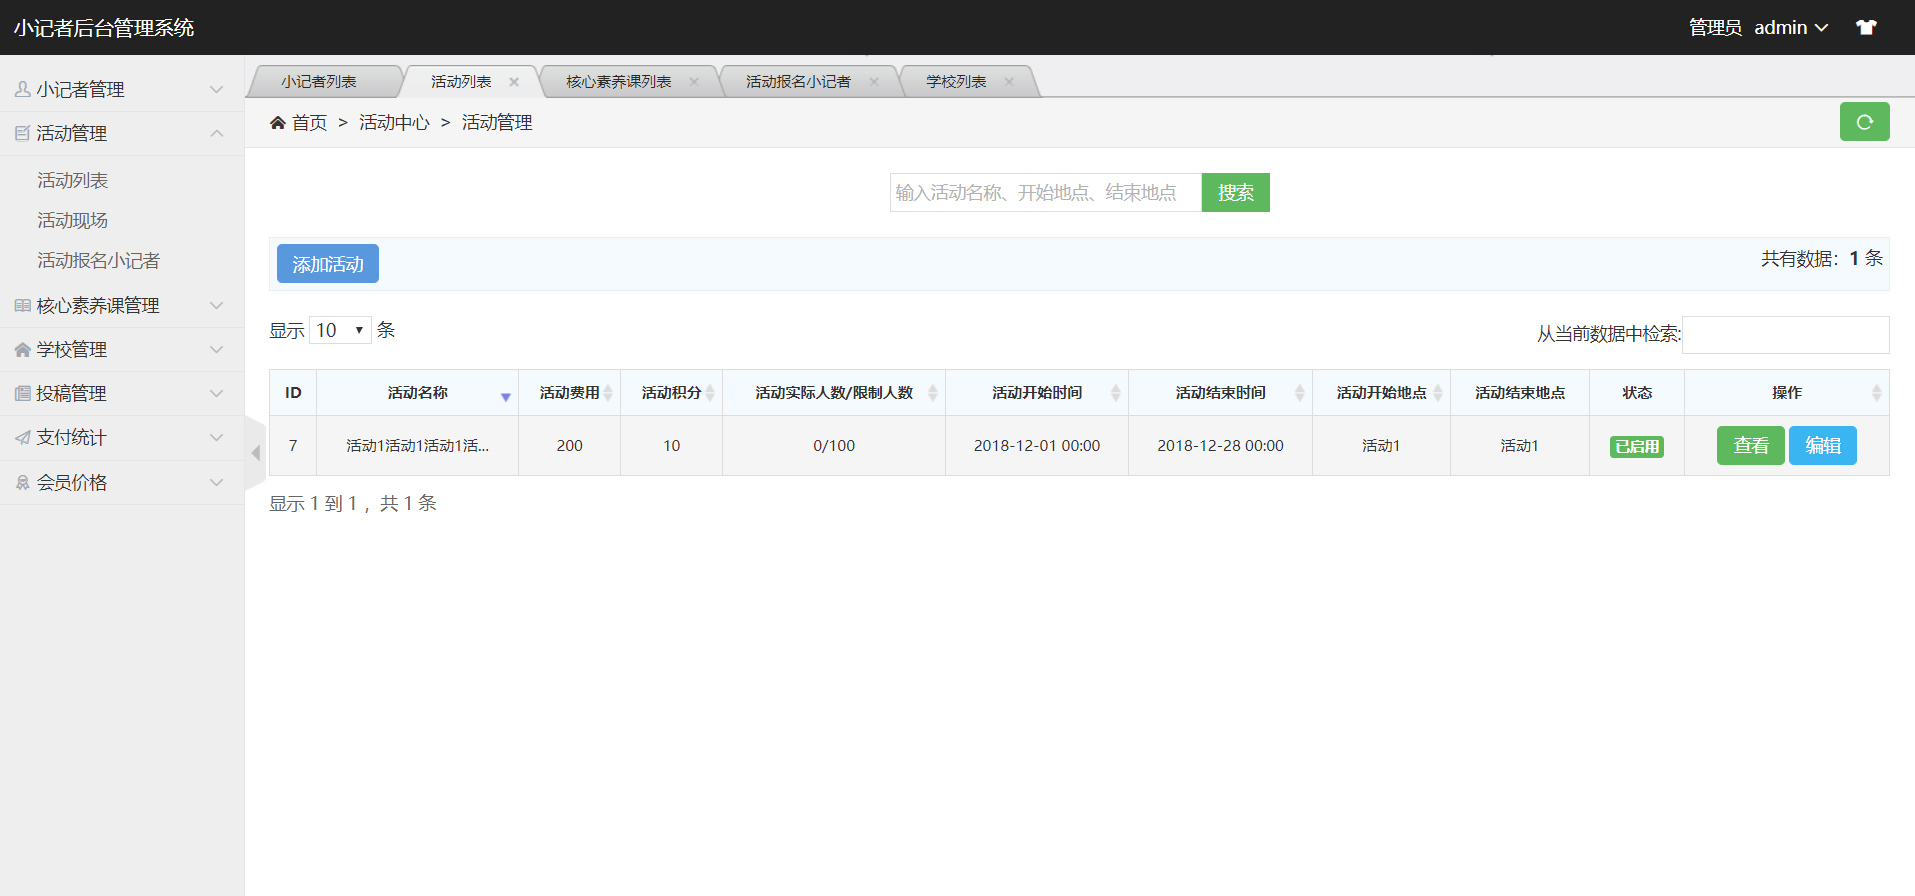 小记者后台管理系统
管理员 admin
小记者管理
活动管理
活动列表
活动现场
活动报名小记者
核心素养课管理
学校管理
投稿管理
支付统计
会员价格
小记者列表 活动列表 核心素养课列表 活动报名小记者 学校列表
首页 > 活动中心 > 活动管理
输入活动名称、开始地点、结束地点 搜索
添加活动 共有数据：1 条
显示 10 条 从当前数据中检索:
ID 活动名称 活动费用 活动积分 活动实际人数/限制人数 活动开始时间 活动结束时间 活动开始地点 活动结束地点 状态 操作
7 活动1活动1活动1活... 200 10 0/100 2018-12-01 00:00 2018-12-28 00:00 活动1 活动1 已启用 查看 编辑
显示 1 到 1 ，共 1 条